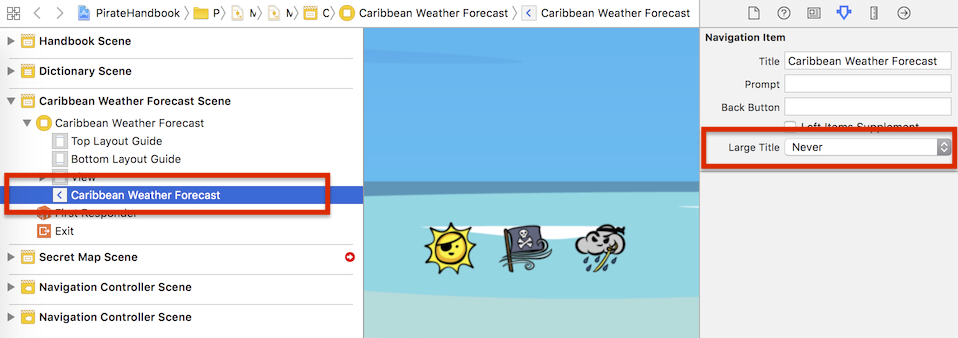 PirateHandbook
P
M
M
C
Caribbean Weather Forecast
Caribbean Weather Forecast
Handbook Scene
Dictionary Scene
Caribbean Weather Forecast Scene
Caribbean Weather Forecast
Top Layout Guide
Bottom Layout Guide
View
Caribbean Weather Forecast
First Responder
Exit
Secret Map Scene
Navigation Controller Scene
Navigation Controller Scene
Navigation Item
Title Caribbean Weather Forecast
Prompt
Back Button
Left Items Supplement
Large Title Never